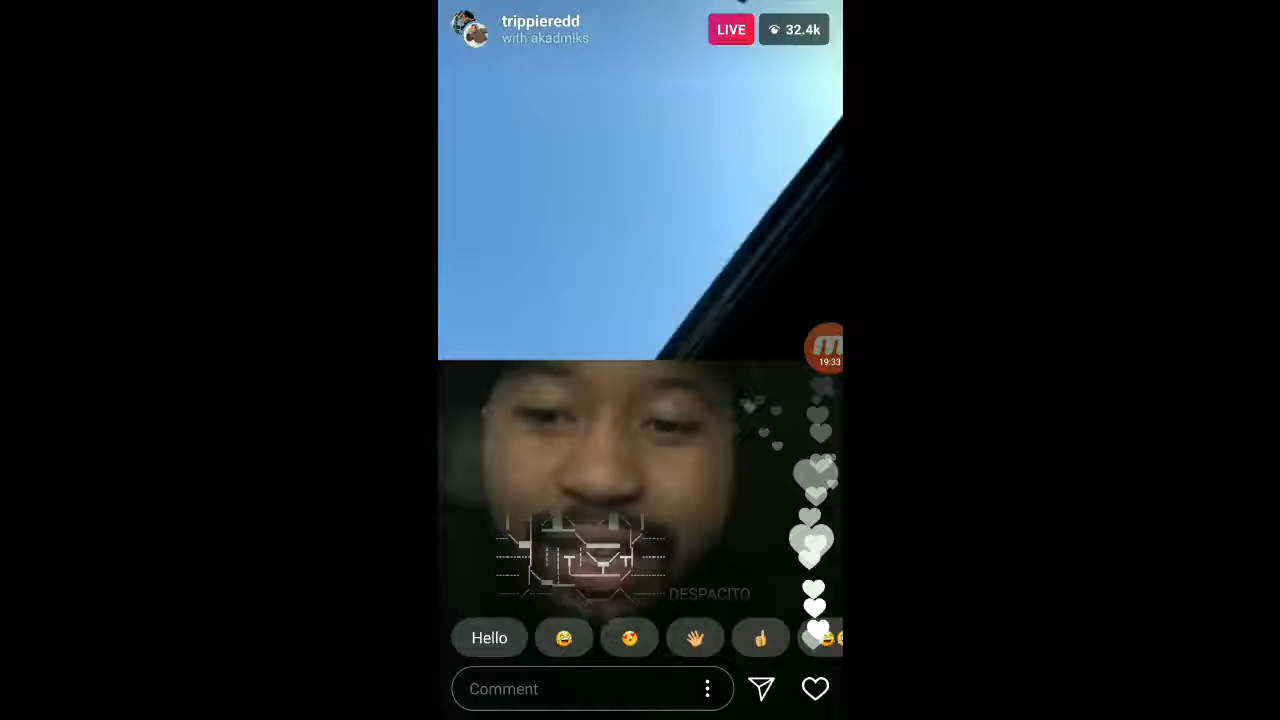 trippieredd
with akadmiks
LIVE
32.4k
19:33
DESPACITO
Hello
Comment